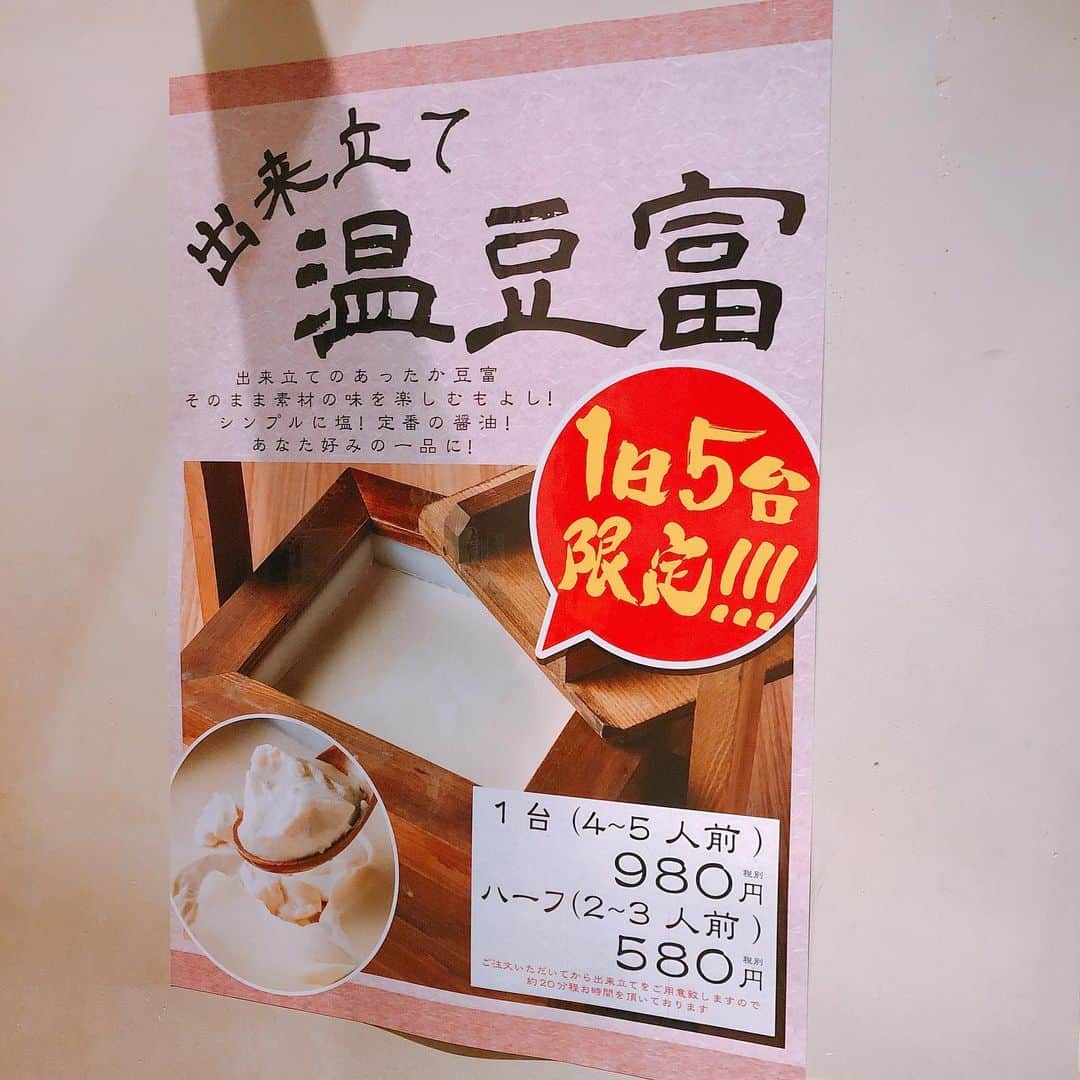 出来立て
温豆富
出来立てのあったか豆富
そのまま素材の味を楽しむもよし!
シンプルに塩!定番の醤油!
あなた好みの一品に!
1日5台
限定!!!
1台(4~5人前)
980円 税別
ハーフ(2~3人前)
580円 税別
ご注文いただいてから出来立てをご用意致しますので
約20分程お時間を頂いております